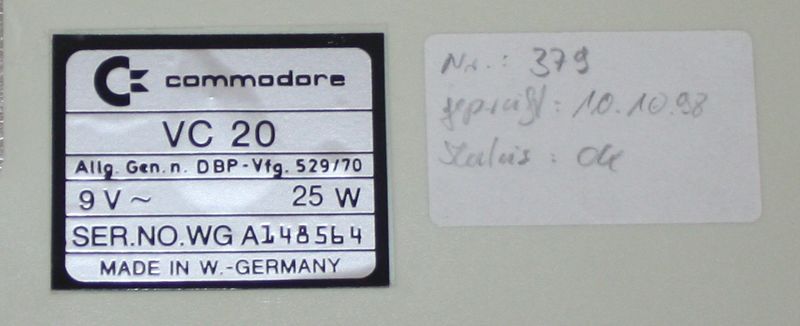 commodore
VC 20
Allg. Gen. n. DBP-Vfg. 529/70
9 V ~ 25 W
SER.NO.WG A148564
MADE IN W.-GERMANY
Nr.: 379
geprüft: 10.10.98
Status: ok